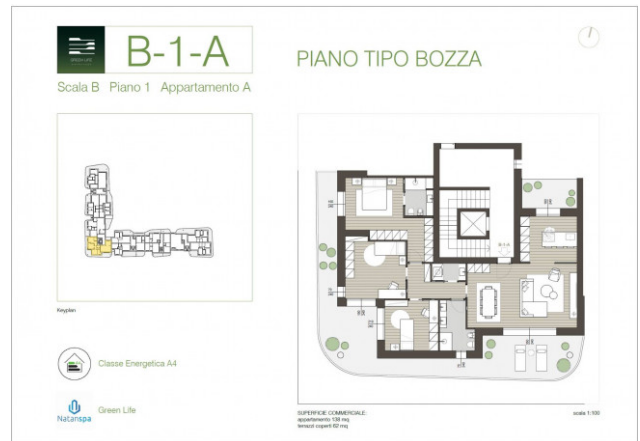 B-1-A
PIANO TIPO BOZZA
Scala B Piano 1 Appartamento A
B-1-A
Keyplan
Classe Energetica A4
Natanspa
Green Life
SUPERFICIE COMMERCIALE:
appartamento 138 mq
terrazzi coperti 62 mq
scala 1:100